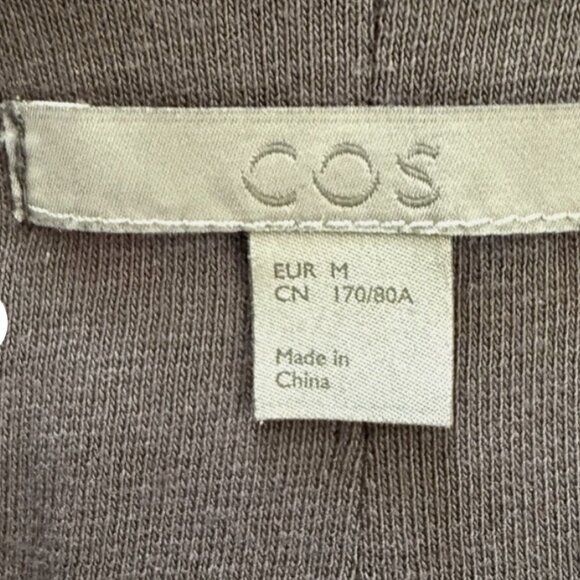 COS
EUR M
CN 170/80A
Made in
China